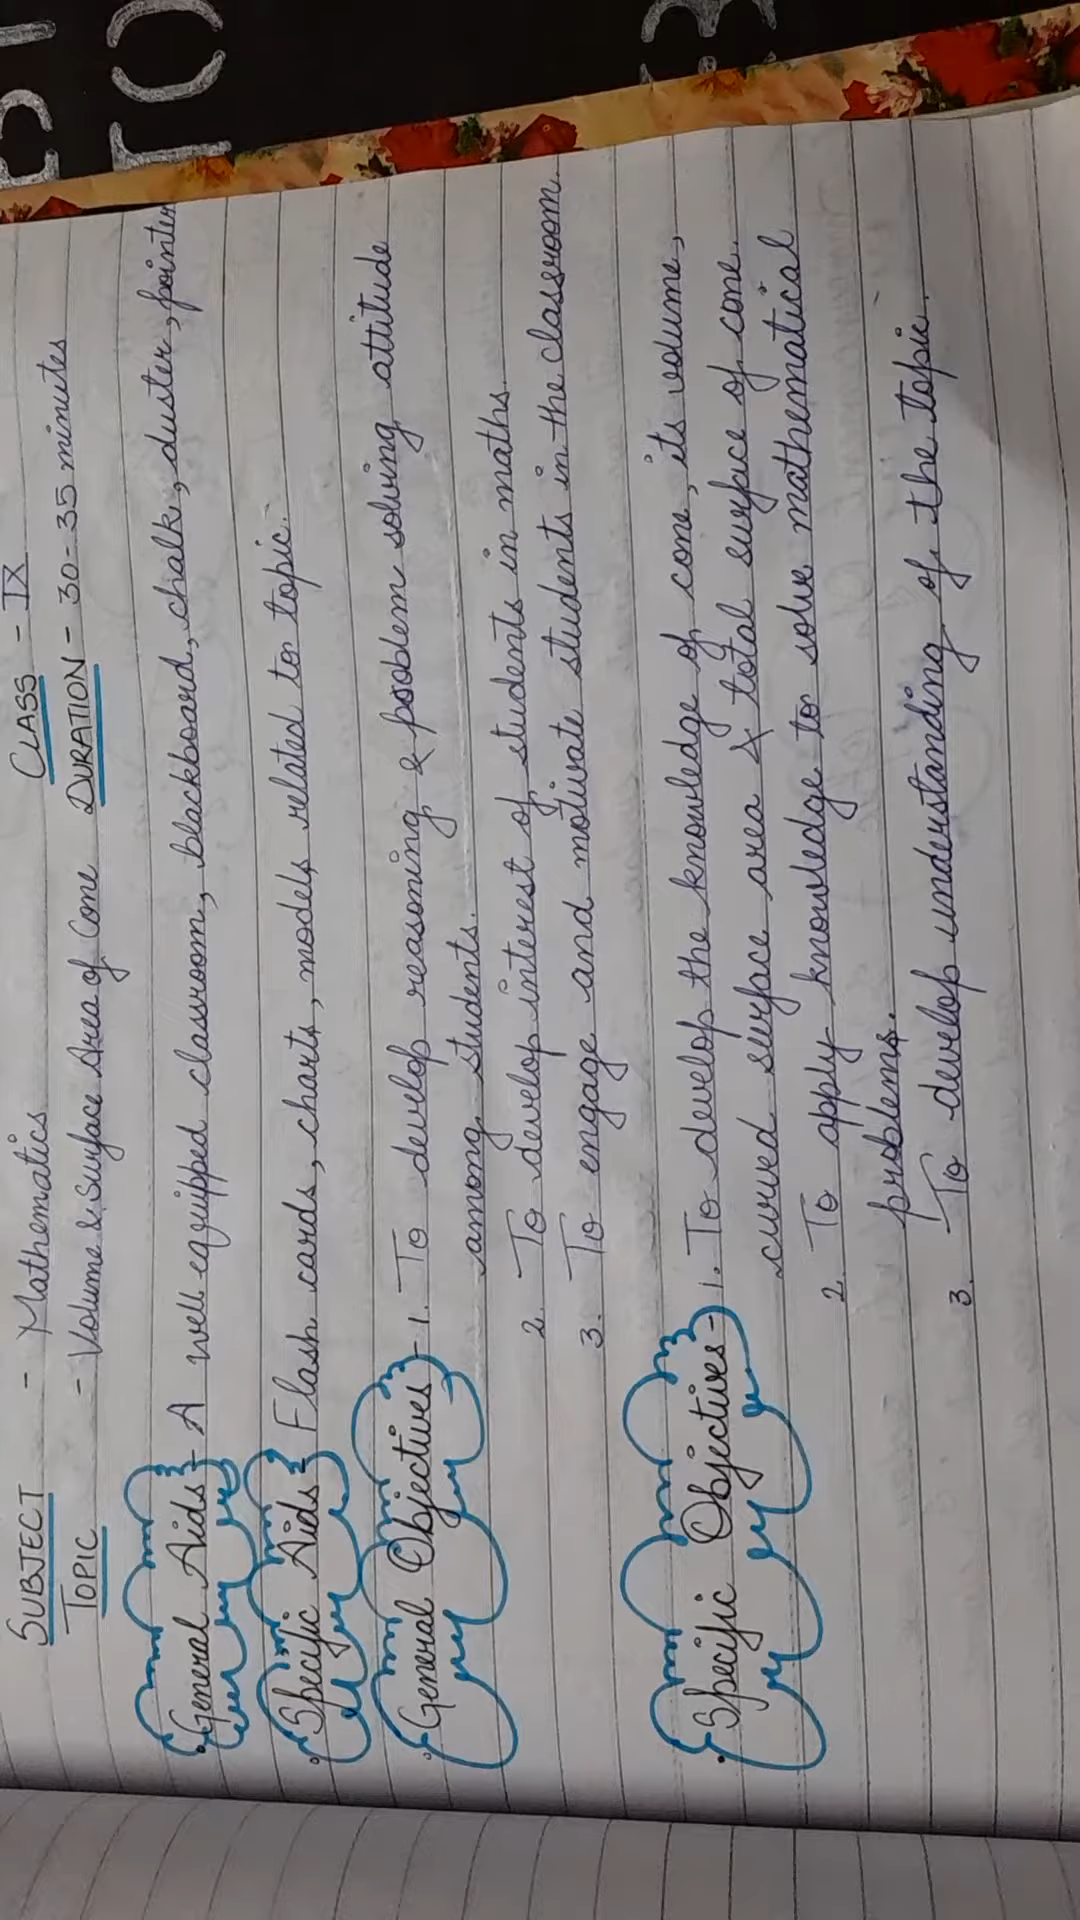 SUBJECT - Mathematics CLASS - IX
TOPIC - Volume & Surface Area of Cone DURATION - 30-35 minutes
General Aids - A well equipped classroom, blackboard, chalk, duster, pointer
Specific Aids - Flash cards, charts, models related to topic.
General Objectives - 1. To develop reasoning & problem solving attitude
among students.
2. To develop interest of students in maths
3. To engage and motivate students in the classroom.
Specific Objectives - 1. To develop the knowledge of cone, its volume,
curved surface area & total surface of cone.
2. To apply knowledge to solve mathematical
problems.
3. To develop understanding of the topic.